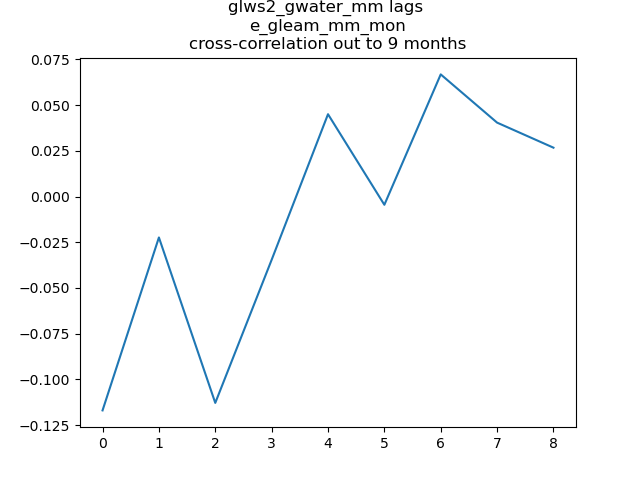 glws2_gwater_mm lags
e_gleam_mm_mon
cross-correlation out to 9 months
0.075
0.050
0.025
0.000
−0.025
−0.050
−0.075
−0.100
−0.125
0 1 2 3 4 5 6 7 8